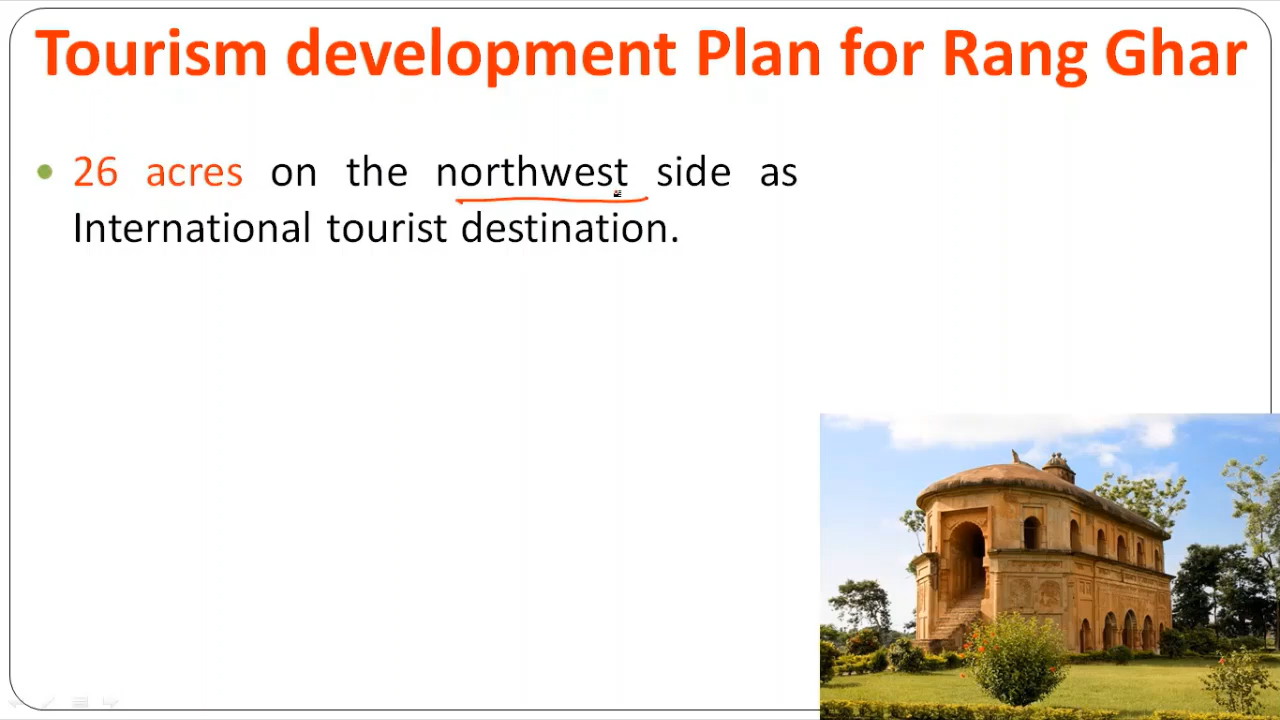 Tourism development Plan for Rang Ghar
• 26 acres on the northwest side as
International tourist destination.